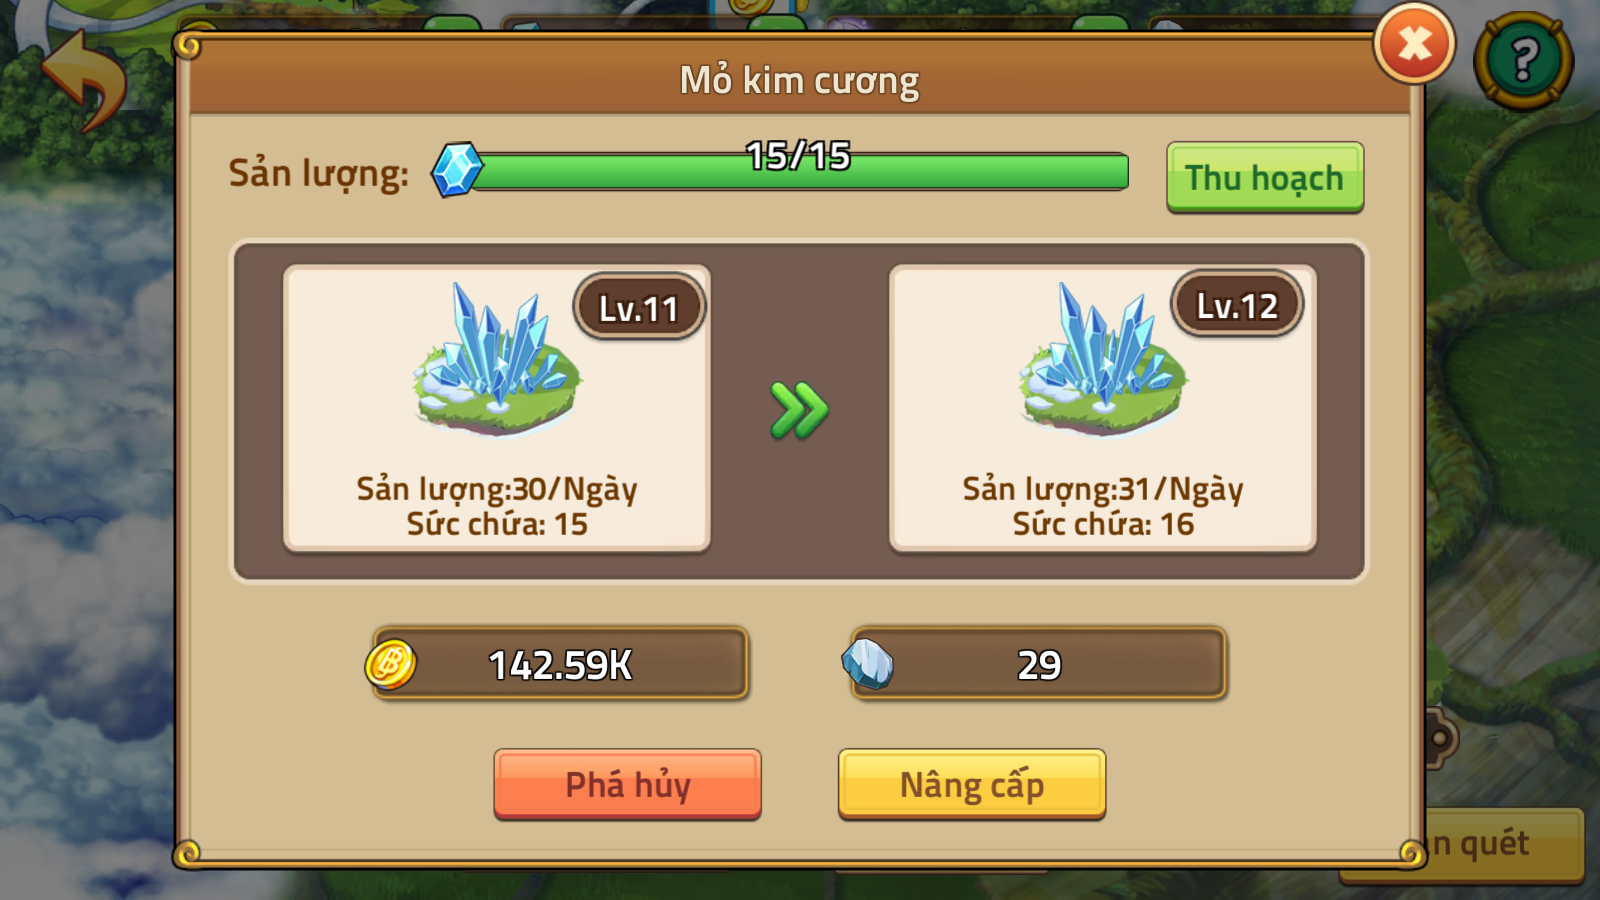 Mỏ kim cương
Sản lượng:
15/15
Thu hoạch
Lv.11
Sản lượng:30/Ngày
Sức chứa: 15
Lv.12
Sản lượng:31/Ngày
Sức chứa: 16
142.59K
29
Phá hủy
Nâng cấp
quét